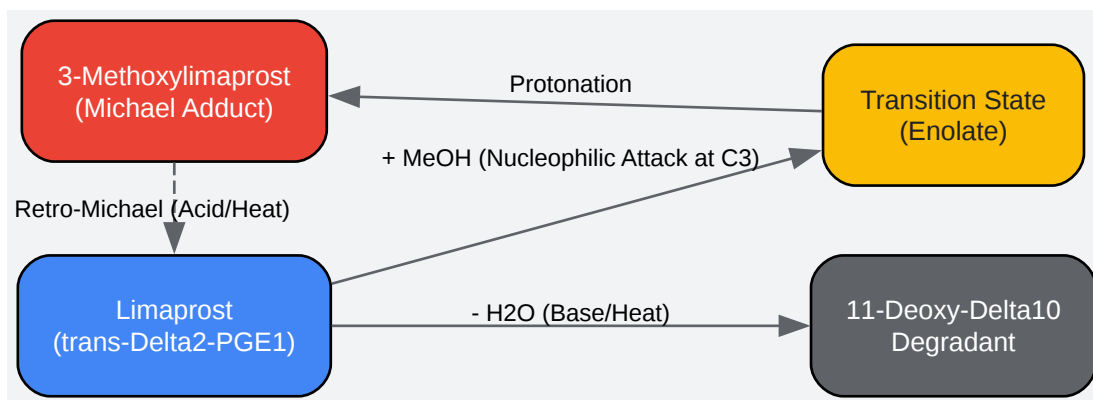 3-Methoxylimaprost
(Michael Adduct)
Protonation
Transition State
(Enolate)
+ MeOH (Nucleophilic Attack at C3)
Retro-Michael (Acid/Heat)
Limaprost
(trans-Delta2-PGE1)
- H2O (Base/Heat)
11-Deoxy-Delta10
Degradant